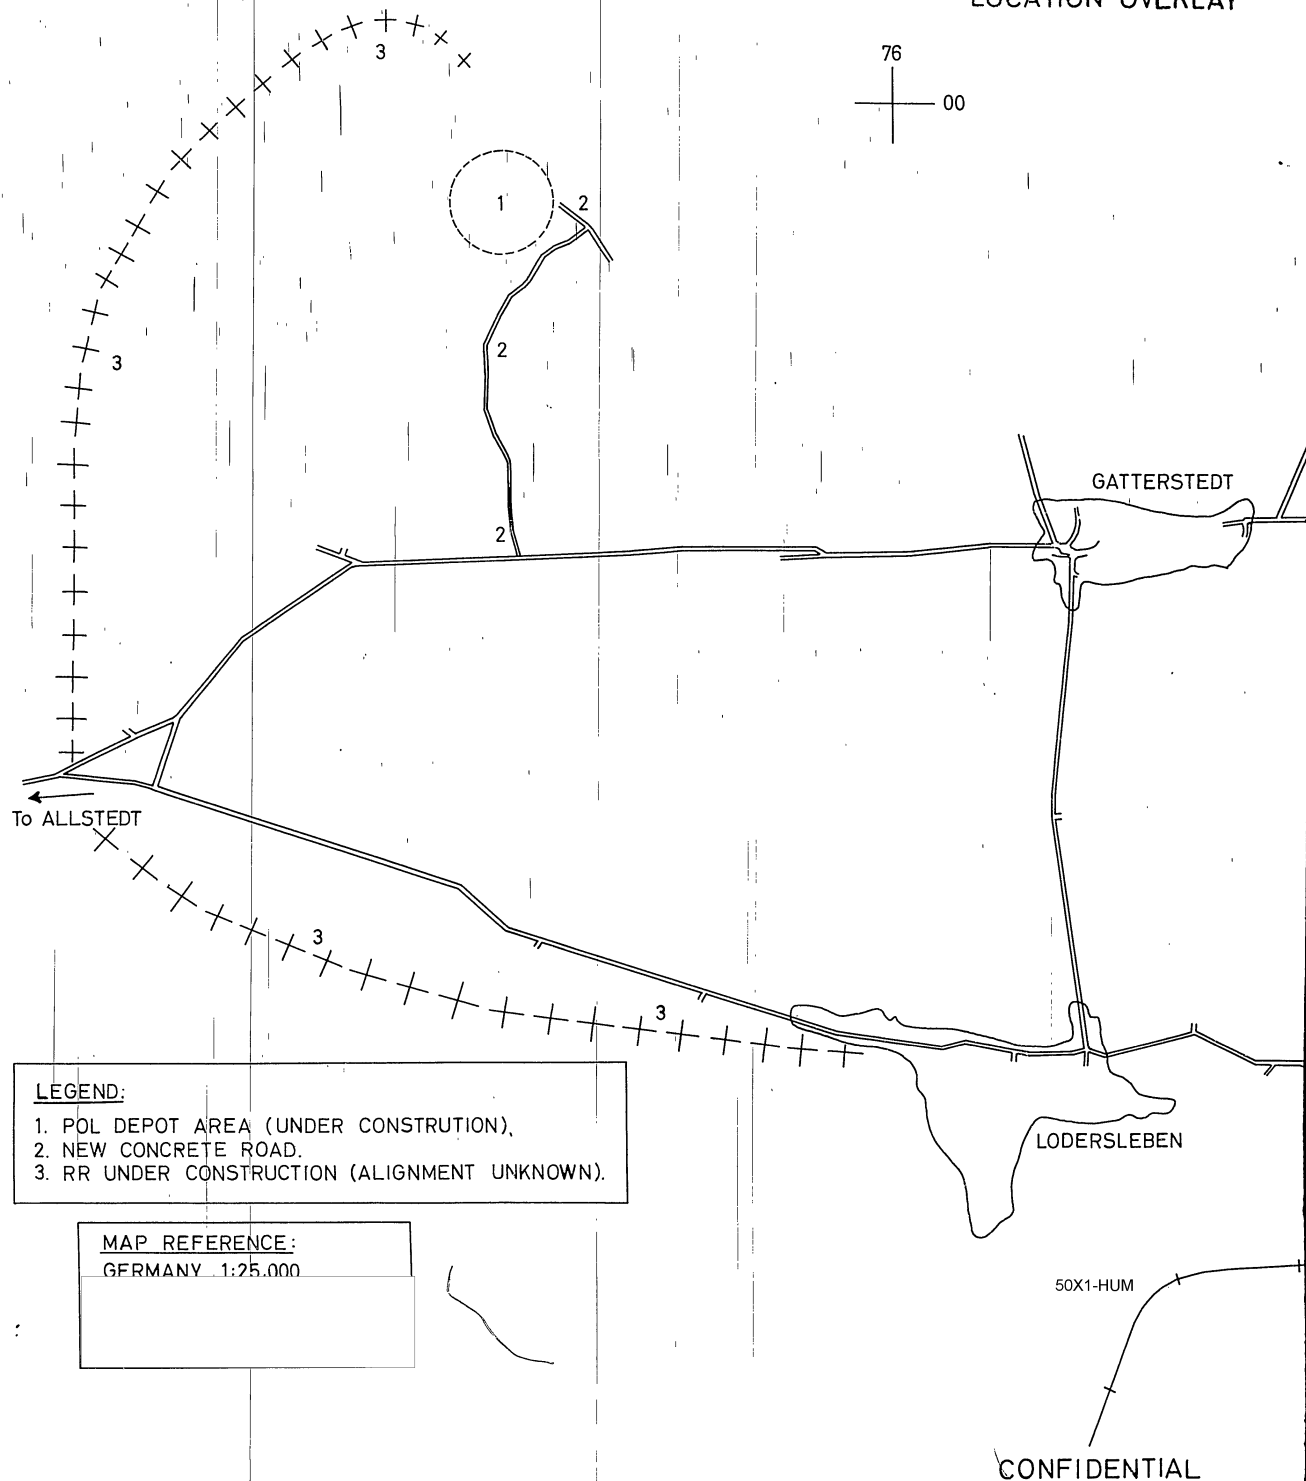 LOCATION OVERLAY
76
00
3
1
2
3
2
GATTERSTEDT
2
To ALLSTEDT
3
3
LEGEND:
1. POL DEPOT AREA (UNDER CONSTRUTION),
2. NEW CONCRETE ROAD.
3. RR UNDER CONSTRUCTION (ALIGNMENT UNKNOWN).
LODERSLEBEN
MAP REFERENCE:
GERMANY 1:25,000
50X1-HUM
CONFIDENTIAL